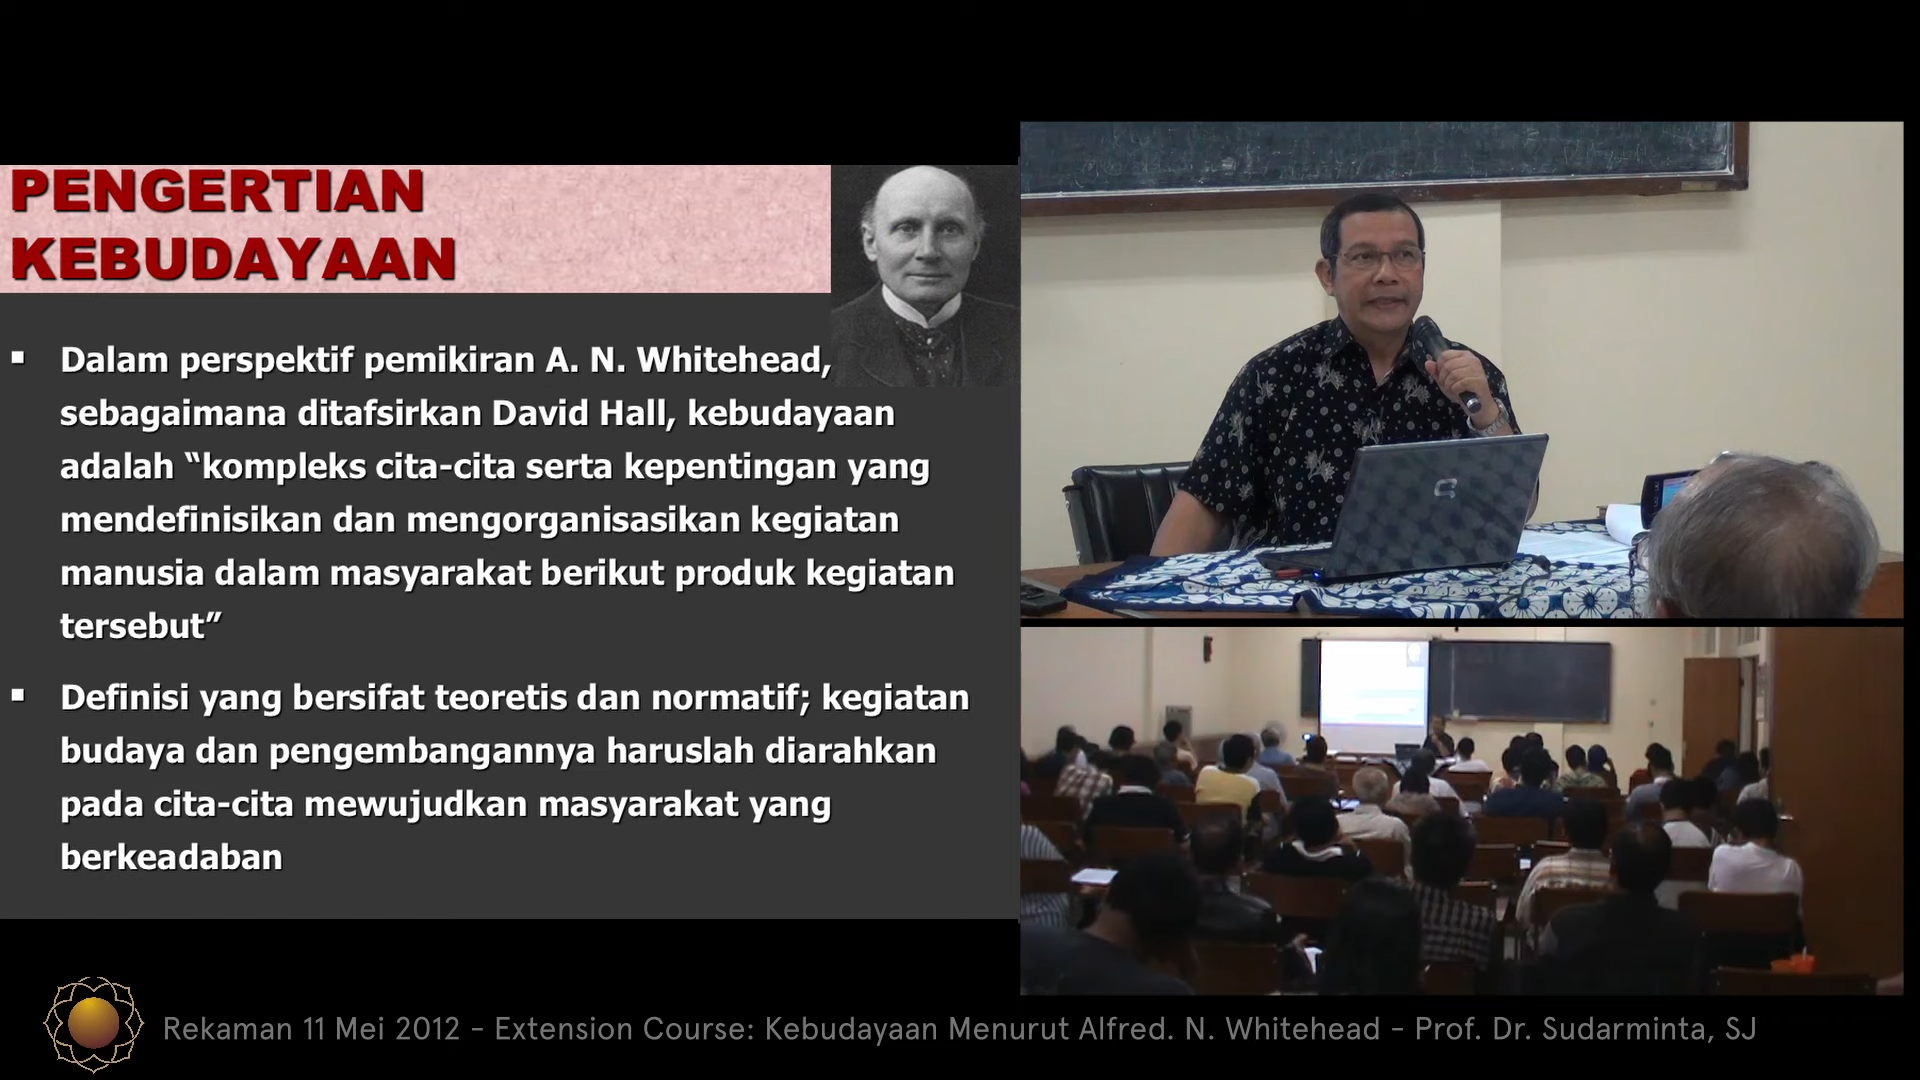 PENGERTIAN
KEBUDAYAAN
Dalam perspektif pemikiran A. N. Whitehead,
sebagaimana ditafsirkan David Hall, kebudayaan
adalah “kompleks cita-cita serta kepentingan yang
mendefinisikan dan mengorganisasikan kegiatan
manusia dalam masyarakat berikut produk kegiatan
tersebut”
Definisi yang bersifat teoretis dan normatif; kegiatan
budaya dan pengembangannya haruslah diarahkan
pada cita-cita mewujudkan masyarakat yang
berkeadaban
Rekaman 11 Mei 2012 - Extension Course: Kebudayaan Menurut Alfred. N. Whitehead - Prof. Dr. Sudarminta, SJ